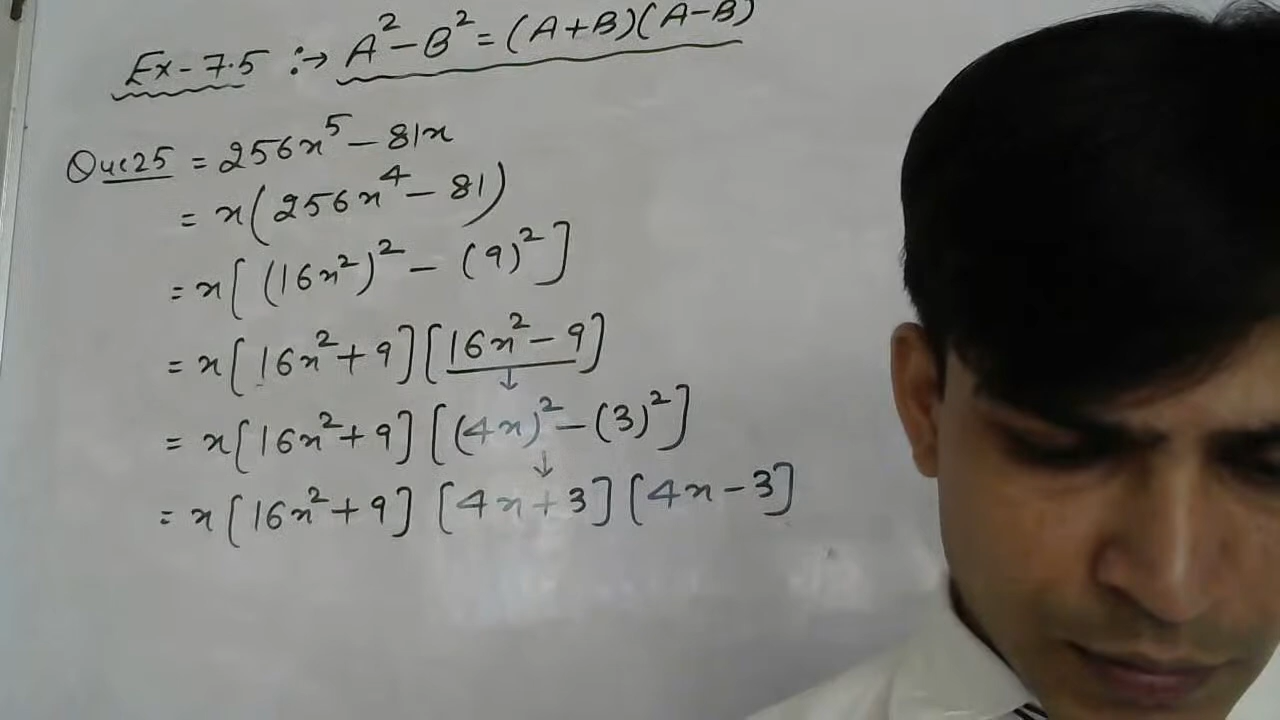 Ex-7.5 :→ A²-B² = (A+B)(A-B)
Que25 = 256x⁵ - 81x
= x(256x⁴ - 81)
= x[(16x²)² - (9)²]
= x[16x²+9][16x²-9]
↓
= x[16x²+9][(4x)²-(3)²]
↓
= x[16x²+9][4x+3][4x-3]